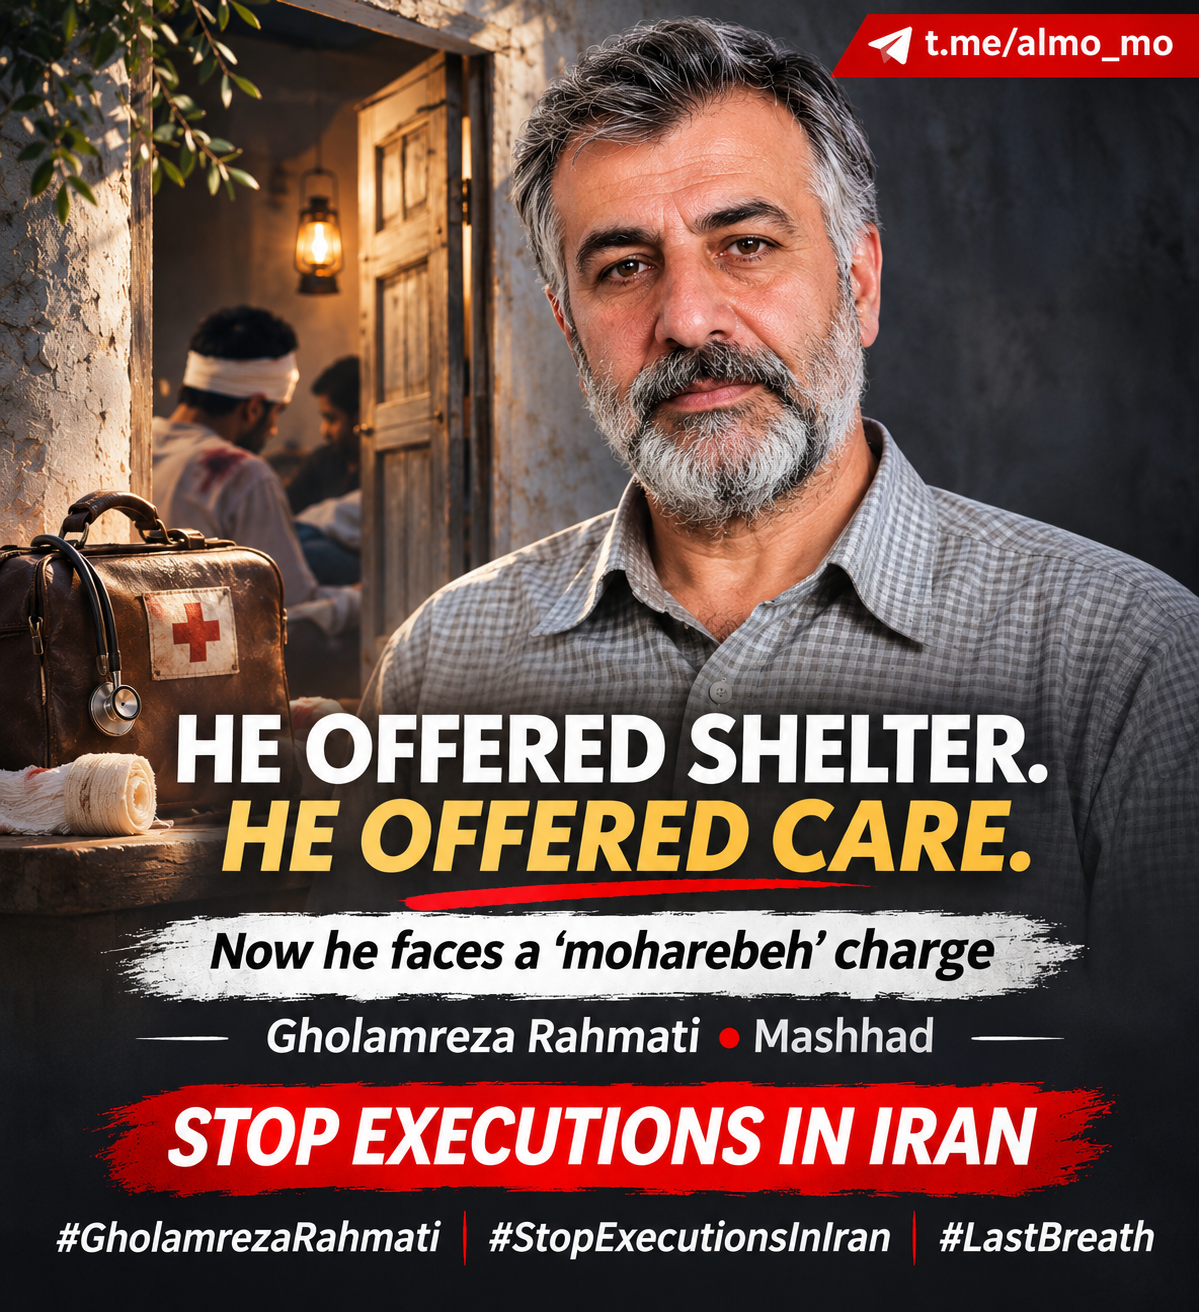 t.me/almo_mo
HE OFFERED SHELTER.
HE OFFERED CARE.
Now he faces a ‘moharebeh’ charge
Gholamreza Rahmati • Mashhad
STOP EXECUTIONS IN IRAN
#GholamrezaRahmati | #StopExecutionsInIran | #LastBreath